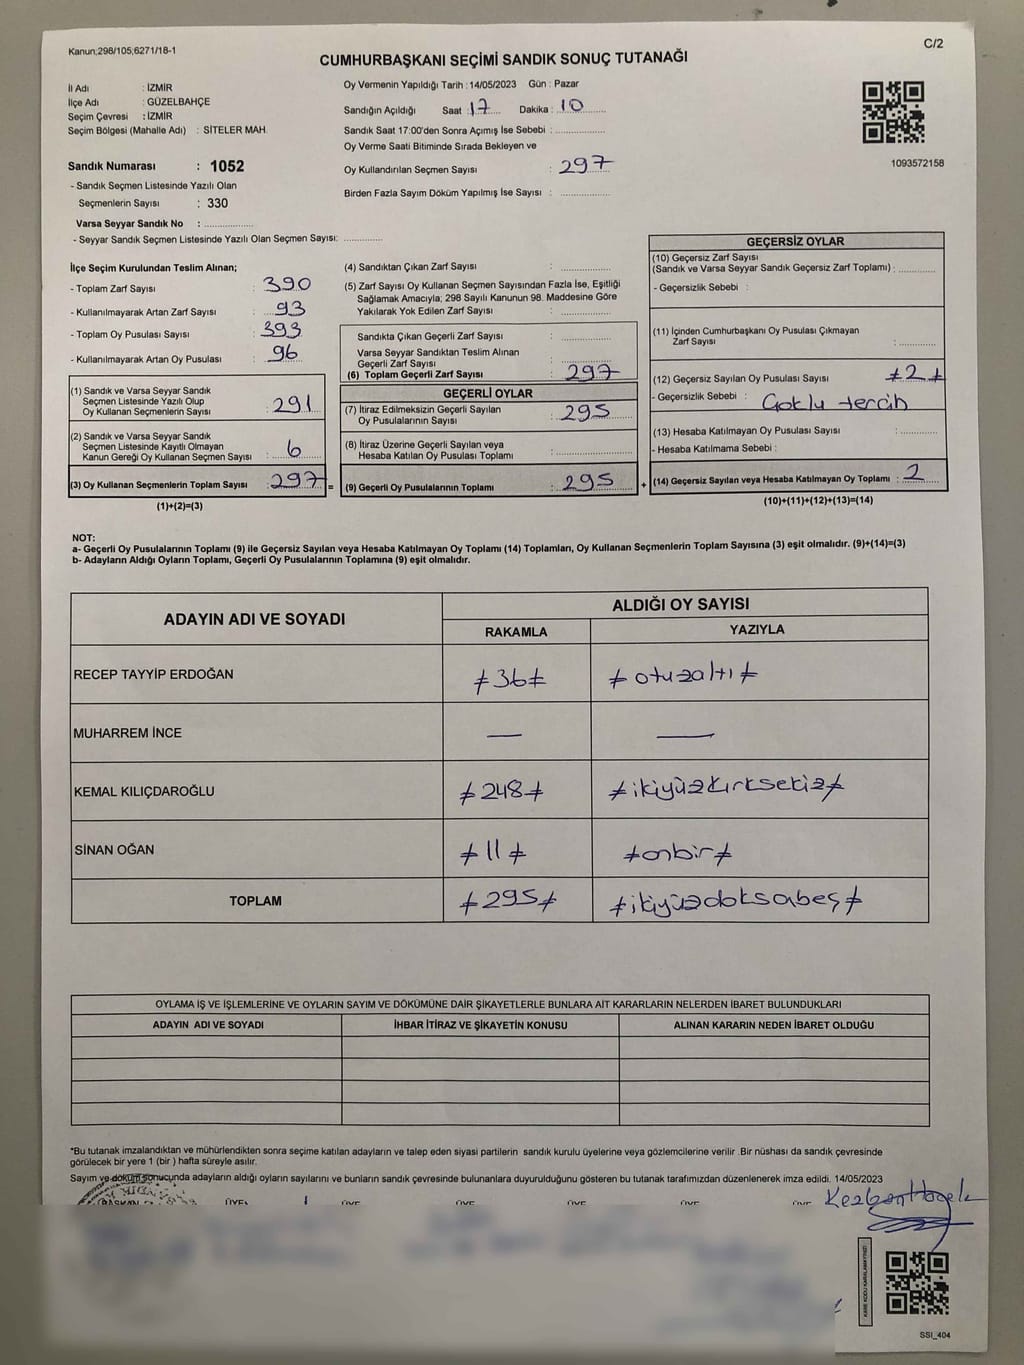 Kanun;298/105;6271/18-1
C/2
CUMHURBAŞKANI SEÇİMİ SANDIK SONUÇ TUTANAĞI
İl Adı : İZMİR
İlçe Adı : GÜZELBAHÇE
Seçim Çevresi : İZMİR
Seçim Bölgesi (Mahalle Adı) : SİTELER MAH.
Sandık Numarası : 1052
- Sandık Seçmen Listesinde Yazılı Olan
Seçmenlerin Sayısı : 330
Varsa Seyyar Sandık No : ..............
- Seyyar Sandık Seçmen Listesinde Yazılı Olan Seçmen Sayısı: ............
Oy Vermenin Yapıldığı Tarih :14/05/2023 Gün : Pazar
Sandığın Açıldığı Saat : 17 Dakika : 10
Sandık Saat 17:00'den Sonra Açımış İse Sebebi : ..............
Oy Verme Saati Bitiminde Sırada Bekleyen ve
Oy Kullandırılan Seçmen Sayısı : 297
Birden Fazla Sayım Döküm Yapılmış İse Sayısı : ..............
1093572158
İlçe Seçim Kurulundan Teslim Alınan;
- Toplam Zarf Sayısı : 390
- Kullanılmayarak Artan Zarf Sayısı : 93
- Toplam Oy Pusulası Sayısı : 393
- Kullanılmayarak Artan Oy Pusulası : 96
(1) Sandık ve Varsa Seyyar Sandık
Seçmen Listesinde Yazılı Olup
Oy Kullanan Seçmenlerin Sayısı : 291
(2) Sandık ve Varsa Seyyar Sandık
Seçmen Listesinde Kayıtlı Olmayan
Kanun Gereği Oy Kullanan Seçmen Sayısı : 6
(3) Oy Kullanan Seçmenlerin Toplam Sayısı : 297 =
(1)+(2)=(3)
(4) Sandıktan Çıkan Zarf Sayısı : ..............
(5) Zarf Sayısı Oy Kullanan Seçmen Sayısından Fazla İse, Eşitliği
Sağlamak Amacıyla; 298 Sayılı Kanunun 98. Maddesine Göre
Yakılarak Yok Edilen Zarf Sayısı : ..............
Sandıkta Çıkan Geçerli Zarf Sayısı : ..............
Varsa Seyyar Sandıktan Teslim Alınan
Geçerli Zarf Sayısı : ..............
(6) Toplam Geçerli Zarf Sayısı : 297
GEÇERLİ OYLAR
(7) İtiraz Edilmeksizin Geçerli Sayılan
Oy Pusulalarının Sayısı : 295
(8) İtiraz Üzerine Geçerli Sayılan veya
Hesaba Katılan Oy Pusulası Toplamı : ..............
(9) Geçerli Oy Pusulalarının Toplamı : 295 +
GEÇERSİZ OYLAR
(10) Geçersiz Zarf Sayısı
(Sandık ve Varsa Seyyar Sandık Geçersiz Zarf Toplamı) : ..............
- Geçersizlik Sebebi :
(11) İçinden Cumhurbaşkanı Oy Pusulası Çıkmayan
Zarf Sayısı : ..............
(12) Geçersiz Sayılan Oy Pusulası Sayısı : ≠2≠
- Geçersizlik Sebebi : Çoklu tercih
(13) Hesaba Katılmayan Oy Pusulası Sayısı : ..............
- Hesaba Katılmama Sebebi :
(14) Geçersiz Sayılan veya Hesaba Katılmayan Oy Toplamı : 2
(10)+(11)+(12)+(13)=(14)
NOT:
a- Geçerli Oy Pusulalarının Toplamı (9) ile Geçersiz Sayılan veya Hesaba Katılmayan Oy Toplamı (14) Toplamları, Oy Kullanan Seçmenlerin Toplam Sayısına (3) eşit olmalıdır. (9)+(14)=(3)
b- Adayların Aldığı Oyların Toplamı, Geçerli Oy Pusulalarının Toplamına (9) eşit olmalıdır.
ADAYIN ADI VE SOYADI
ALDIĞI OY SAYISI
RAKAMLA YAZIYLA
RECEP TAYYİP ERDOĞAN ≠36≠ ≠otuzaltı≠
MUHARREM İNCE — —
KEMAL KILIÇDAROĞLU ≠248≠ ≠ikiyüzkırksekiz≠
SİNAN OĞAN ≠11≠ ≠onbir≠
TOPLAM ≠295≠ ≠ikiyüzdoksabeş≠
OYLAMA İŞ VE İŞLEMLERİNE VE OYLARIN SAYIM VE DÖKÜMÜNE DAİR ŞİKAYETLERLE BUNLARA AİT KARARLARIN NELERDEN İBARET BULUNDUKLARI
ADAYIN ADI VE SOYADI İHBAR İTİRAZ VE ŞİKAYETİN KONUSU ALINAN KARARIN NEDEN İBARET OLDUĞU
*Bu tutanak imzalandıktan ve mühürlendikten sonra seçime katılan adayların ve talep eden siyasi partilerin sandık kurulu üyelerine veya gözlemcilerine verilir .Bir nüshası da sandık çevresinde
görülecek bir yere 1 (bir ) hafta süreyle asılır.
Sayım ve döküm sonucunda adayların aldığı oyların sayılarını ve bunların sandık çevresinde bulunanlara duyurulduğunu gösteren bu tutanak tarafımızdan düzenlenerek imza edildi. 14/05/2023
BAŞKAN ÜYE ÜYE ÜYE ÜYE ÜYE ÜYE
KARE KODU KARALAMAYINIZ!
SSI_404